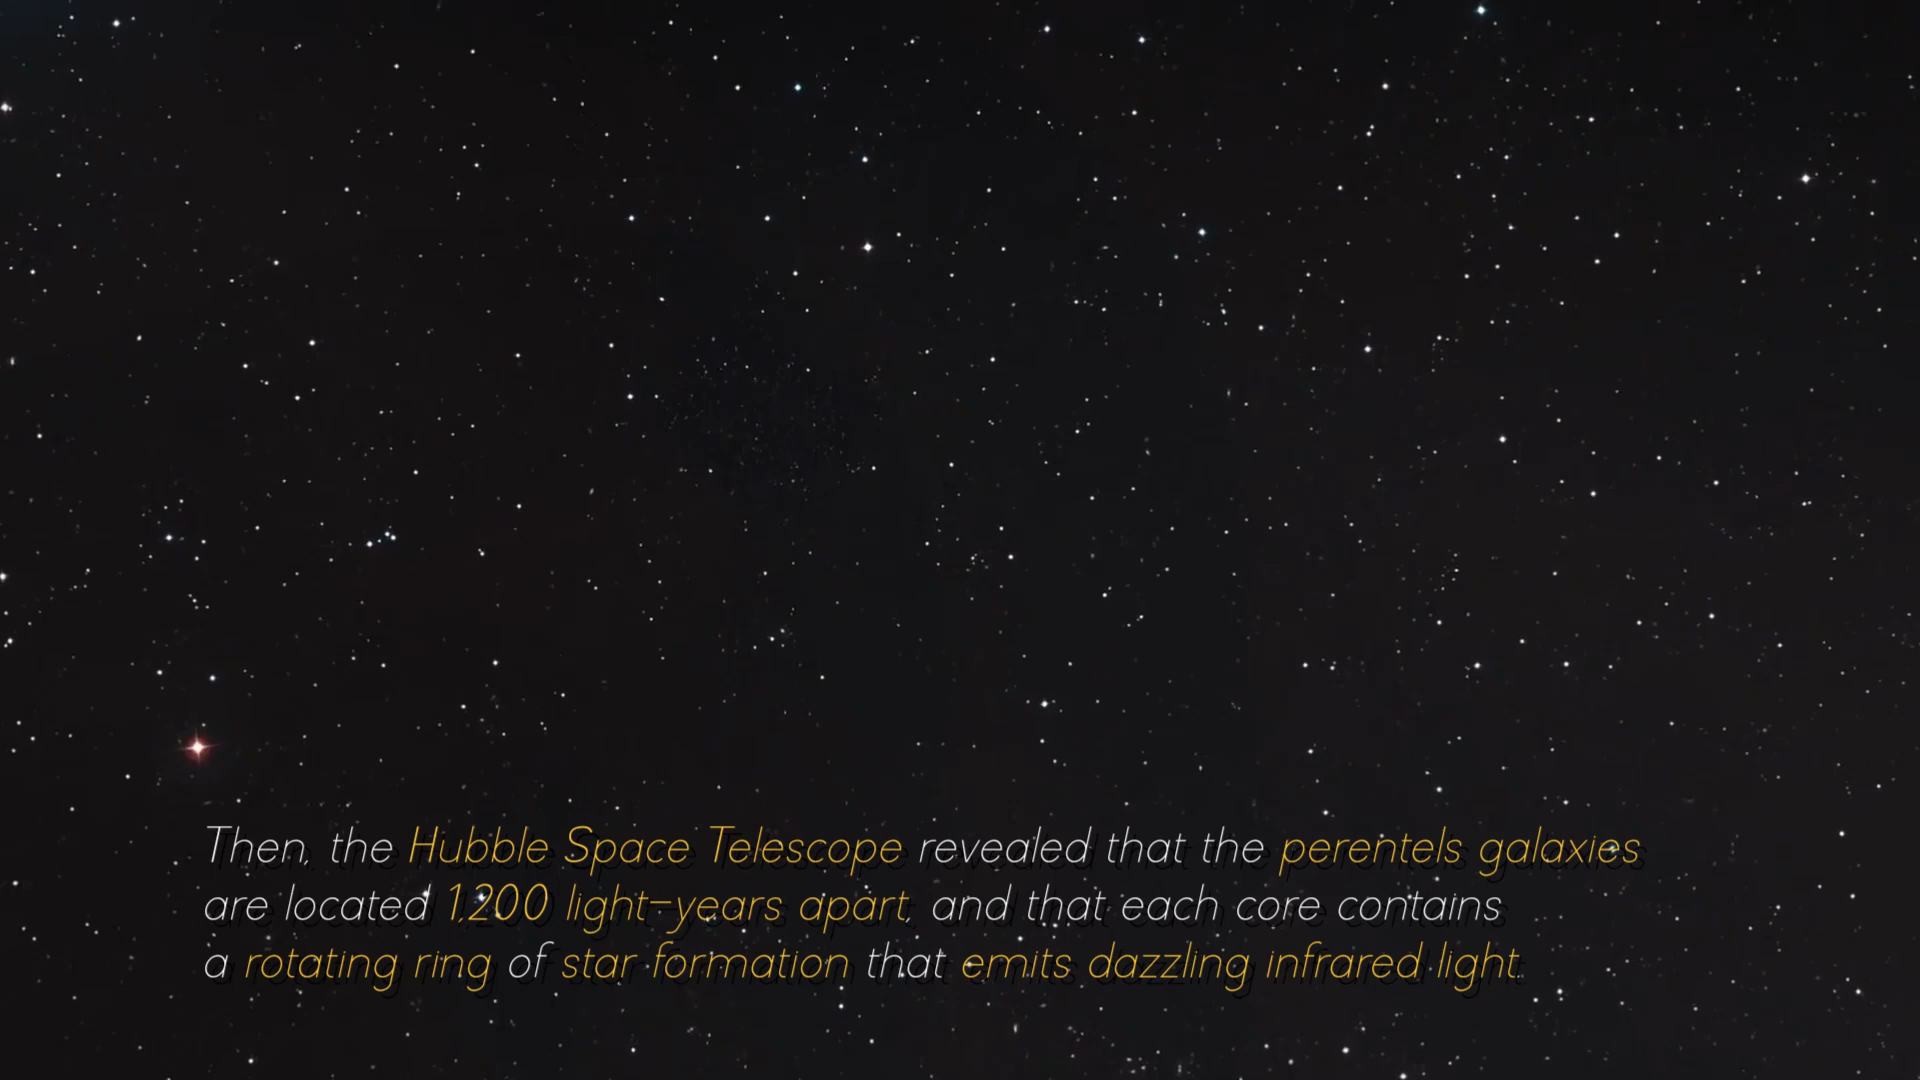 Then, the Hubble Space Telescope revealed that the perentels galaxies
are located 1,200 light-years apart, and that each core contains
a rotating ring of star formation that emits dazzling infrared light.